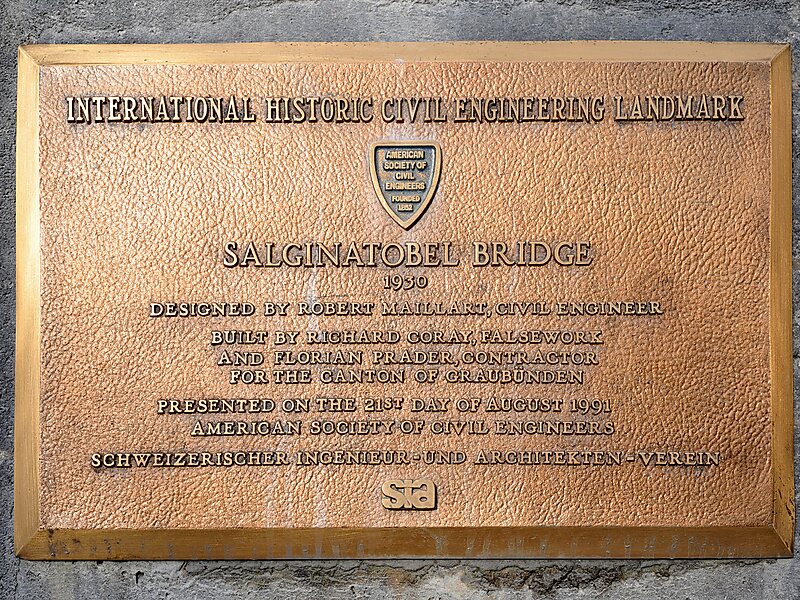 INTERNATIONAL HISTORIC CIVIL ENGINEERING LANDMARK
AMERICAN
SOCIETY OF
CIVIL
ENGINEERS
FOUNDED
1852
SALGINATOBEL BRIDGE
1930
DESIGNED BY ROBERT MAILLART, CIVIL ENGINEER
BUILT BY RICHARD CORAY, FALSEWORK
AND FLORIAN PRADER, CONTRACTOR
FOR THE CANTON OF GRAUBÜNDEN
PRESENTED ON THE 21ST DAY OF AUGUST 1991
AMERICAN SOCIETY OF CIVIL ENGINEERS
SCHWEIZERISCHER INGENIEUR-UND ARCHITEKTEN-VEREIN
sia